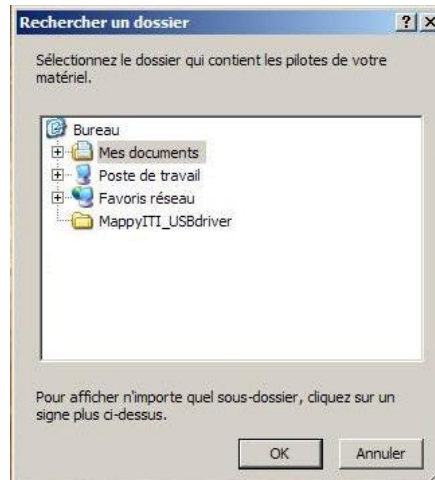 Rechercher un dossier
Sélectionnez le dossier qui contient les pilotes de votre
matériel.
Bureau
Mes documents
Poste de travail
Favoris réseau
MappyITI_USBdriver
Pour afficher n'importe quel sous-dossier, cliquez sur un
signe plus ci-dessus.
OK
Annuler